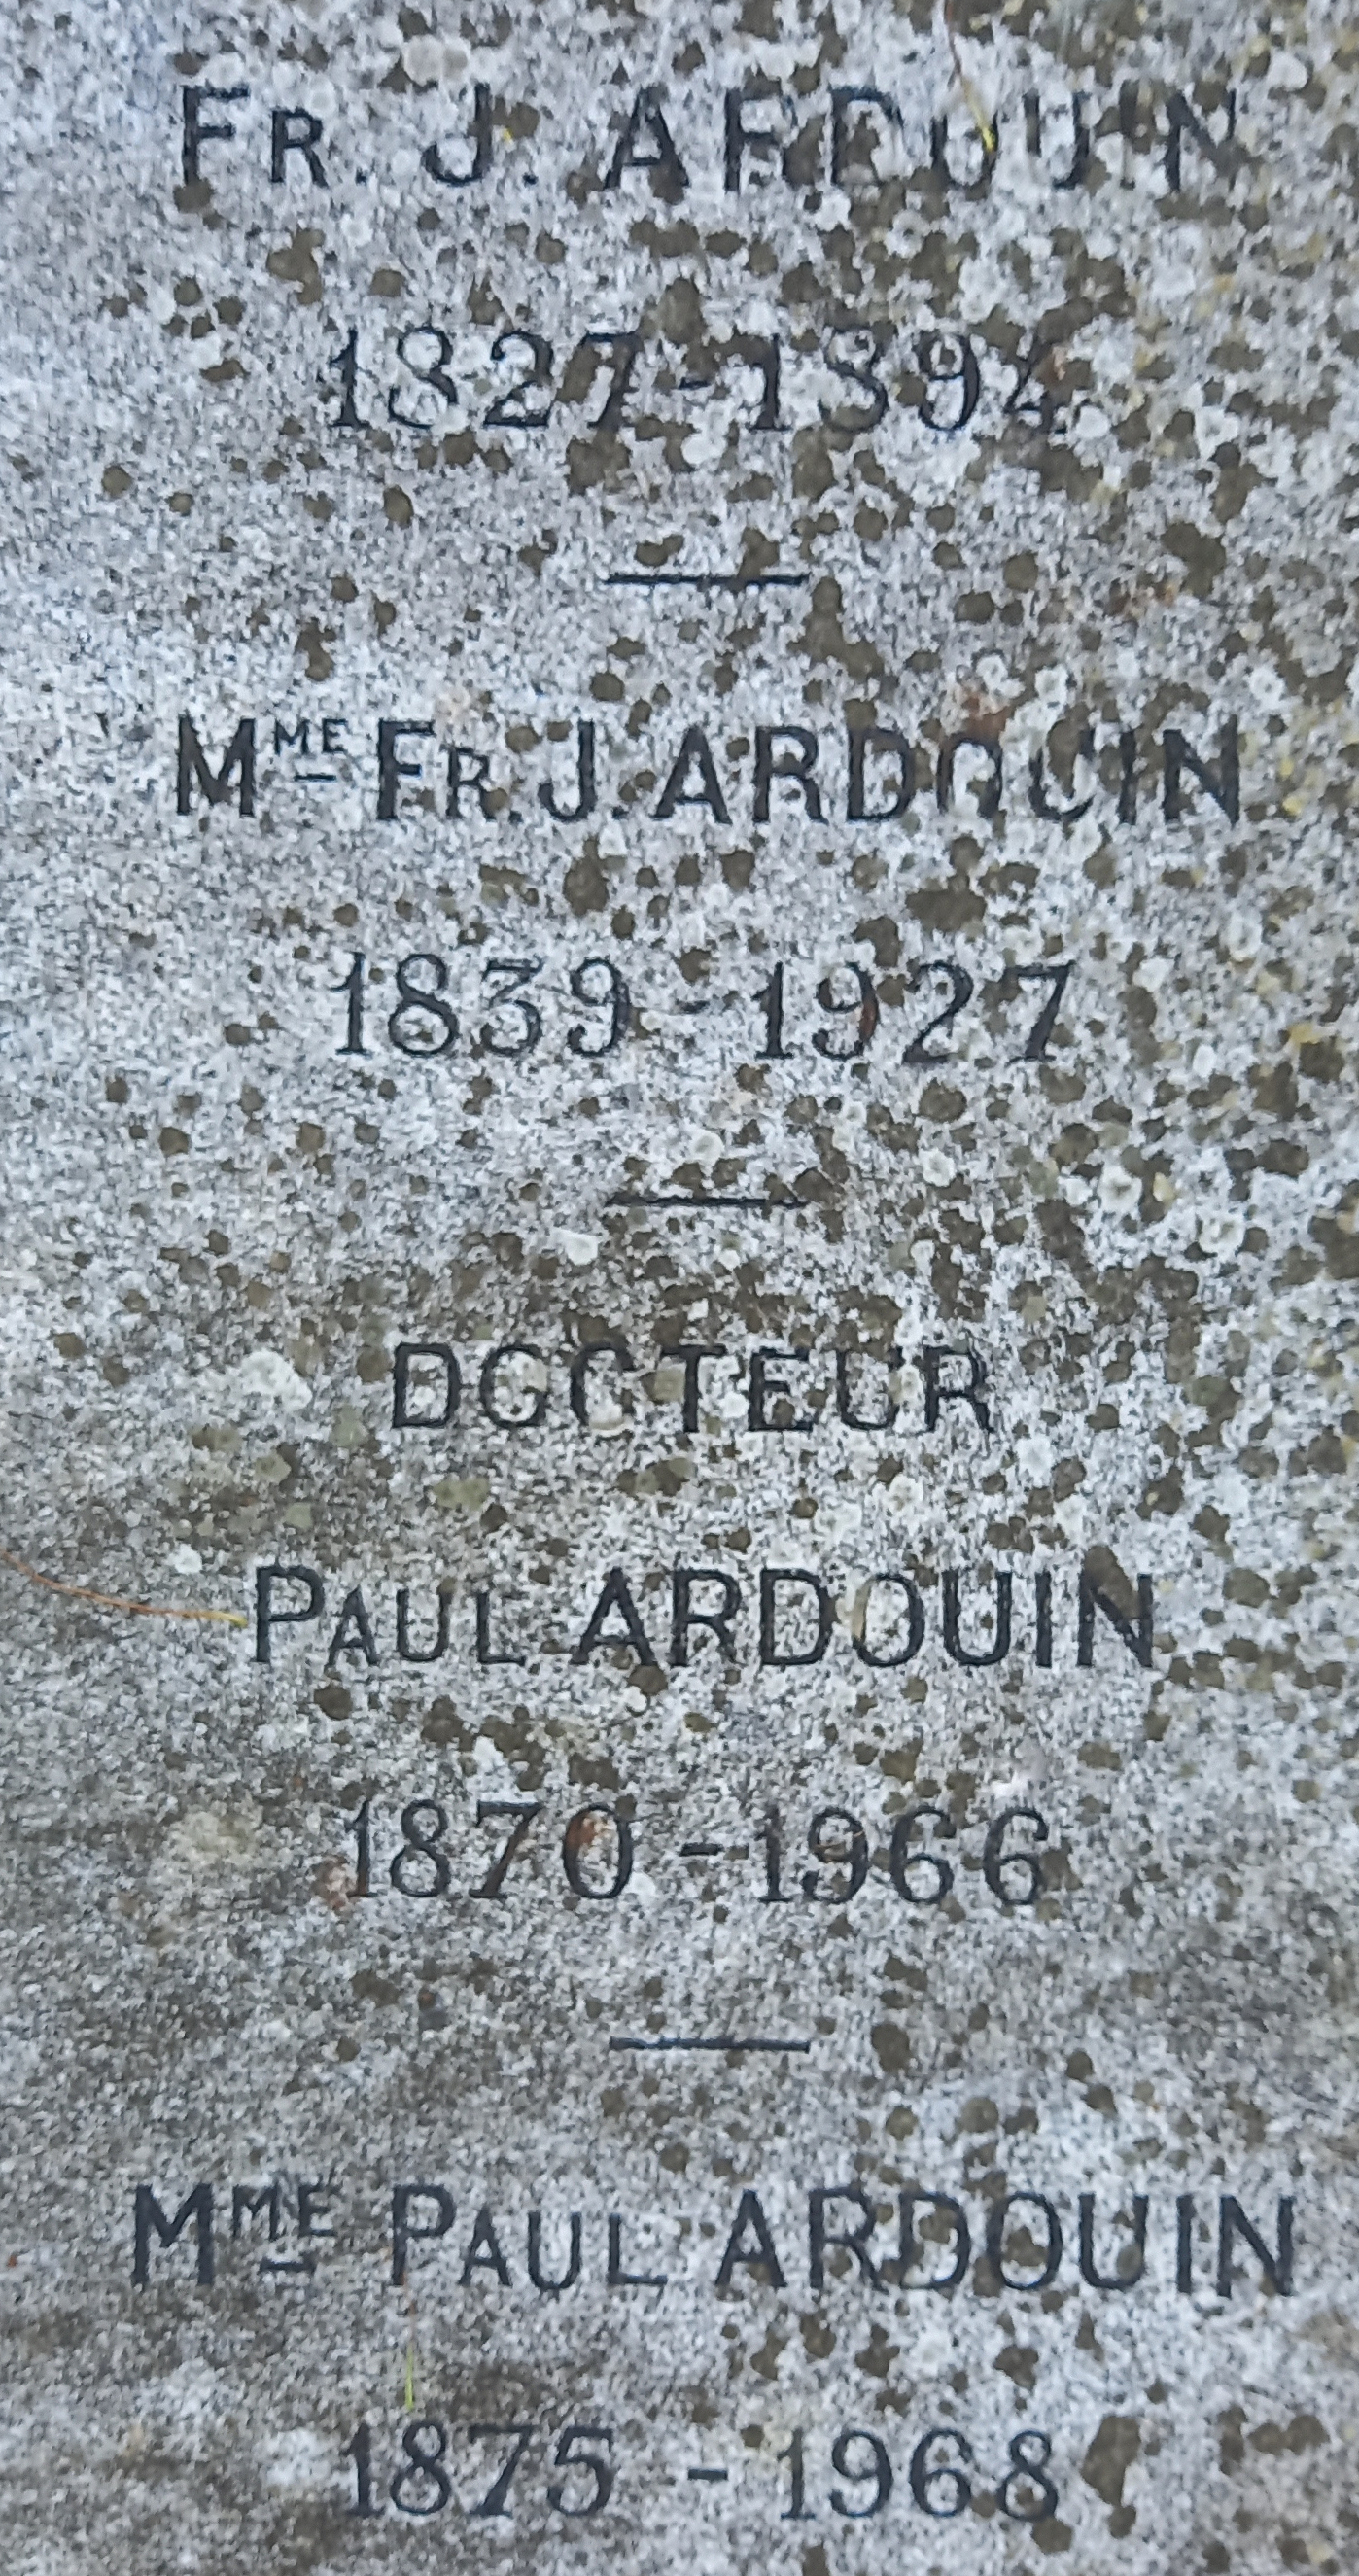 Fr. J. ARDOUIN
1827-1894
Mme Fr. J. ARDOUIN
1839-1927
DOCTEUR
PAUL ARDOUIN
1870-1966
Mme PAUL ARDOUIN
1875-1968